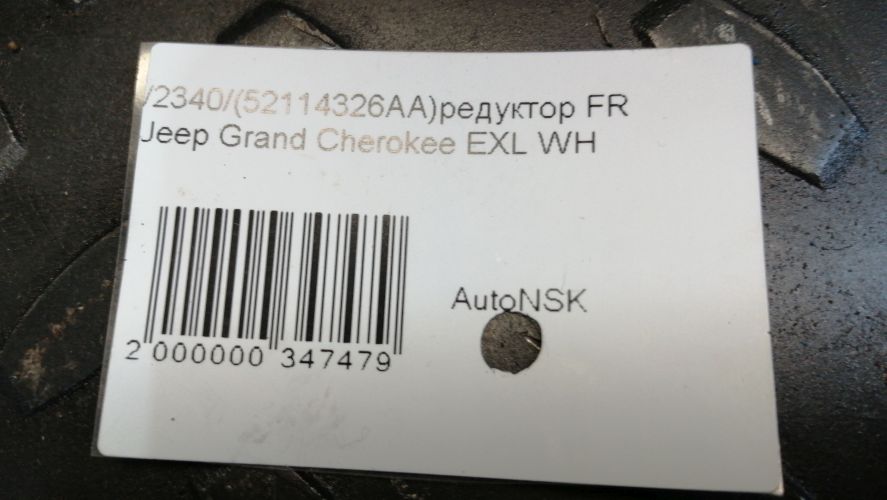 /2340/(52114326AA)редуктор FR
Jeep Grand Cherokee EXL WH
AutoNSK
2 000000 347479